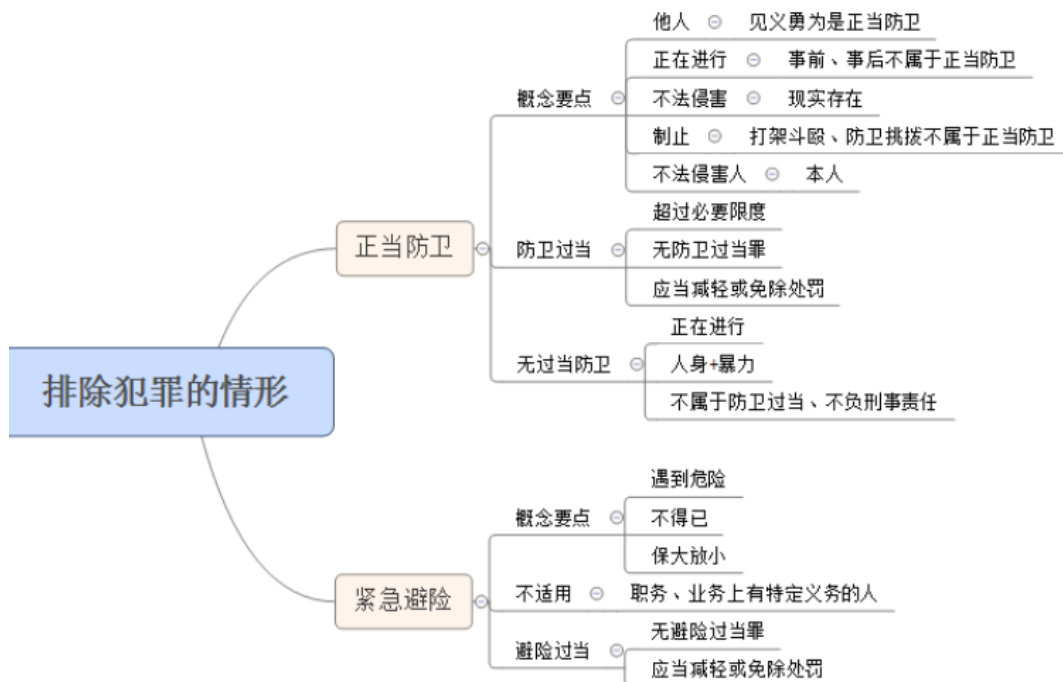 排除犯罪的情形
正当防卫
概念要点
他人 见义勇为是正当防卫
正在进行 事前、事后不属于正当防卫
不法侵害 现实存在
制止 打架斗殴、防卫挑拨不属于正当防卫
不法侵害人 本人
防卫过当
超过必要限度
无防卫过当罪
应当减轻或免除处罚
无过当防卫
正在进行
人身+暴力
不属于防卫过当、不负刑事责任
紧急避险
概念要点
遇到危险
不得已
保大放小
不适用 职务、业务上有特定义务的人
避险过当
无避险过当罪
应当减轻或免除处罚